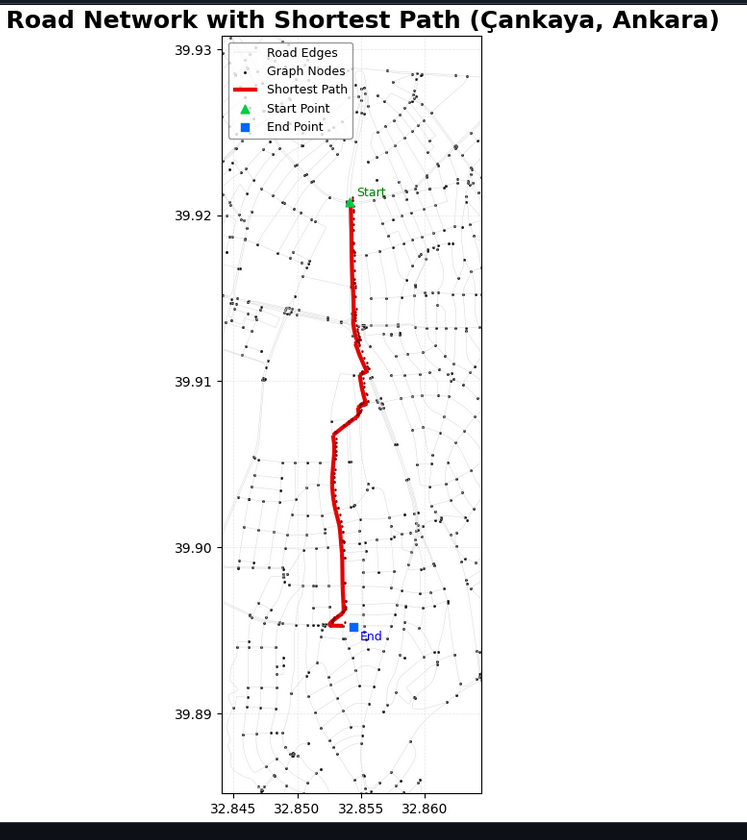 Road Network with Shortest Path (Çankaya, Ankara)
39.93
Road Edges
Graph Nodes
Shortest Path
Start Point
End Point
Start
39.92
39.91
39.90
End
39.89
32.845 32.850 32.855 32.860